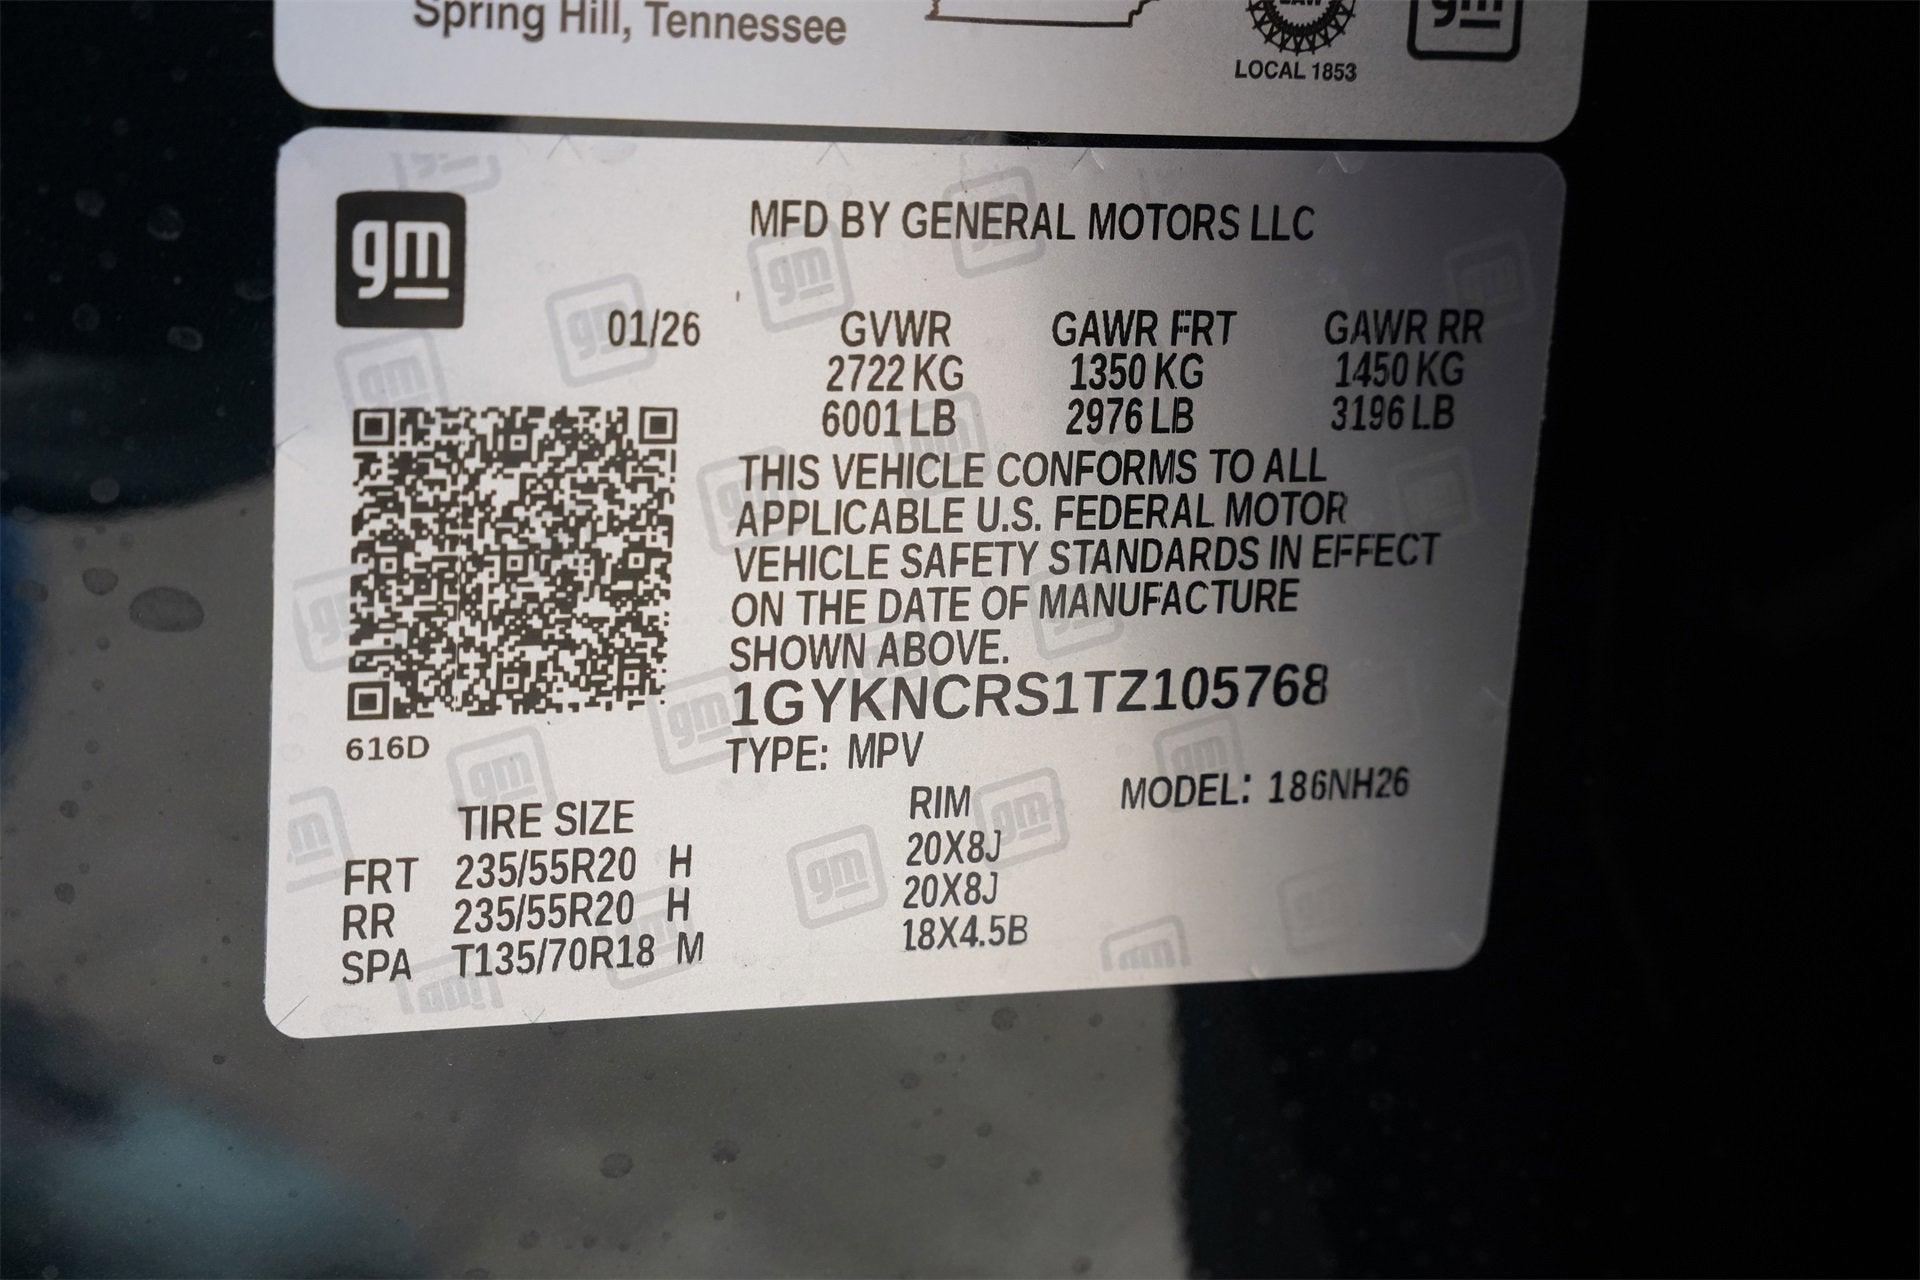 Spring Hill, Tennessee
LOCAL 1853
gm
gm
MFD BY GENERAL MOTORS LLC
01/26 GVWR GAWR FRT GAWR RR
2722 KG 1350 KG 1450 KG
6001 LB 2976 LB 3196 LB
THIS VEHICLE CONFORMS TO ALL
APPLICABLE U.S. FEDERAL MOTOR
VEHICLE SAFETY STANDARDS IN EFFECT
ON THE DATE OF MANUFACTURE
SHOWN ABOVE.
1GYKNCRS1TZ105768
616D
TYPE: MPV
TIRE SIZE RIM MODEL: 186NH26
FRT 235/55R20 H 20X8J
RR 235/55R20 H 20X8J
SPA T135/70R18 M 18X4.5B